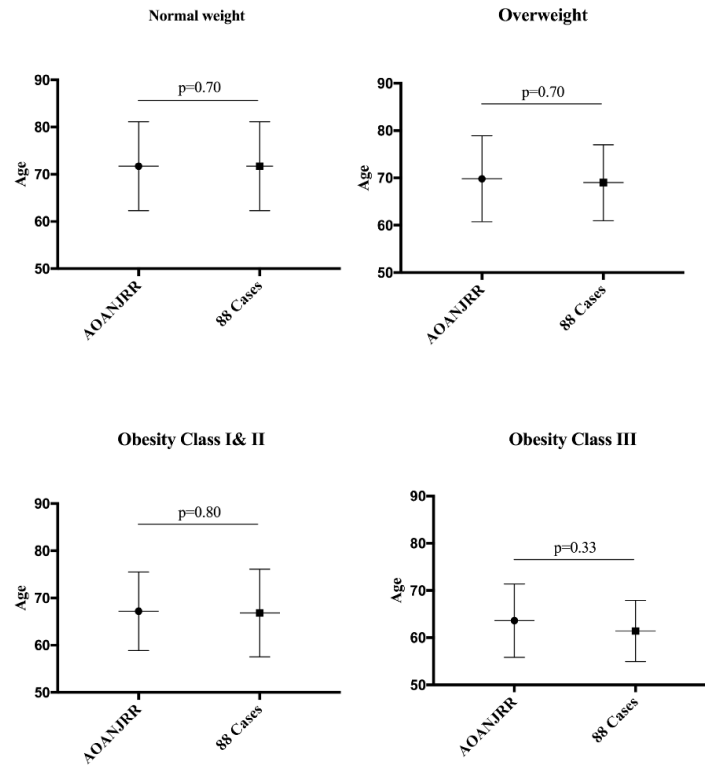 Normal weight
90
80
70
60
50
Age
p=0.70
AOANJRR
88 Cases
Overweight
90
80
70
60
50
Age
p=0.70
AOANJRR
88 Cases
Obesity Class I& II
90
80
70
60
50
Age
p=0.80
AOANJRR
88 Cases
Obesity Class III
90
80
70
60
50
Age
p=0.33
AOANJRR
88 Cases